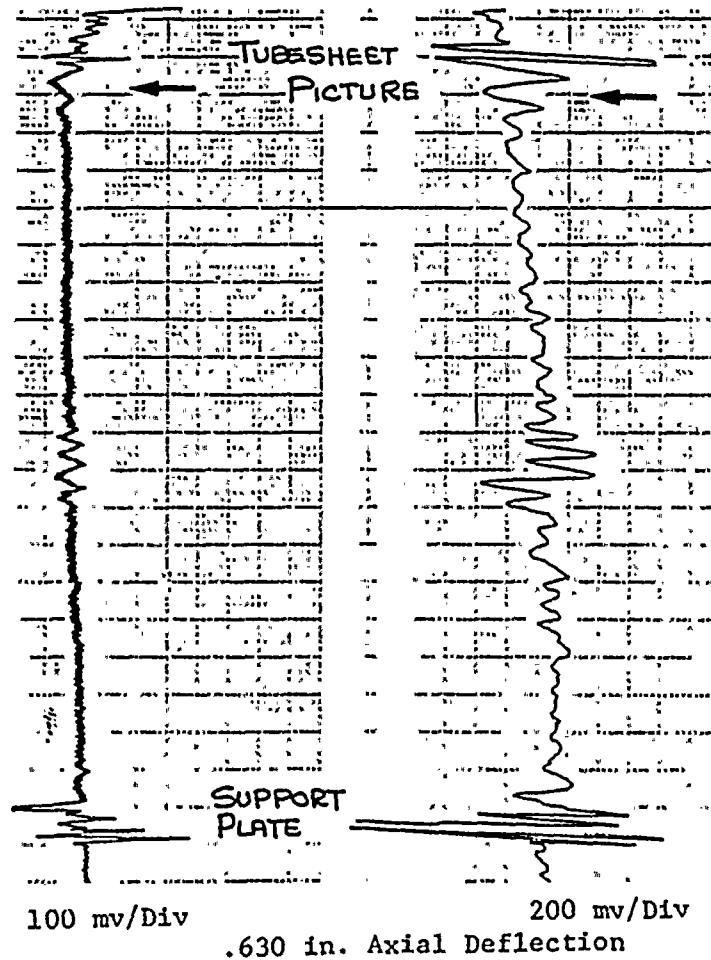 TUBESHEET
PICTURE
SUPPORT
PLATE
100 mv/Div
200 mv/Div
.630 in. Axial Deflection